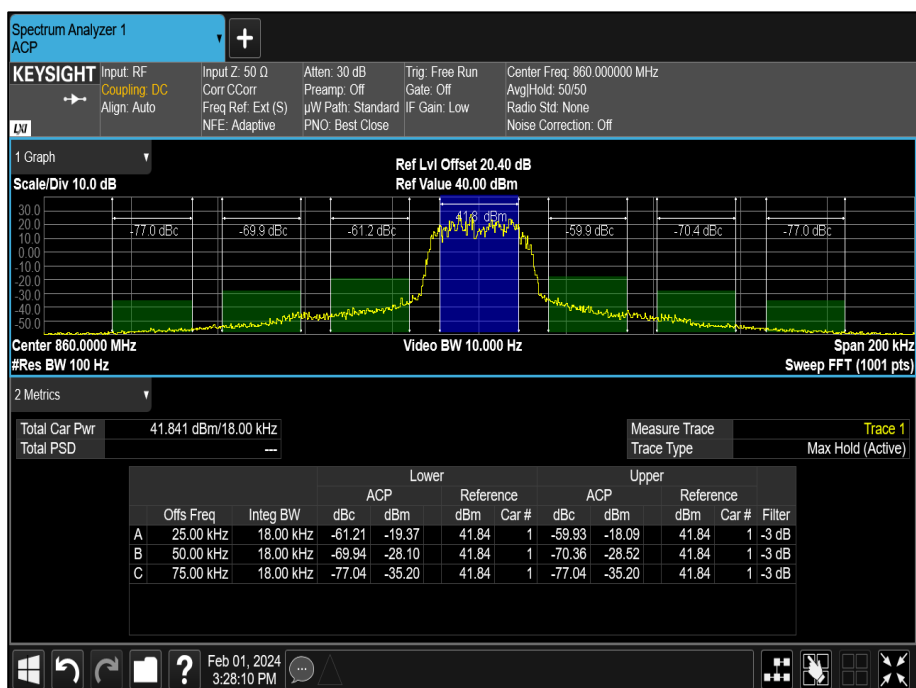 Spectrum Analyzer 1
ACP
+
KEYSIGHT
LXI
Input: RF
Coupling: DC
Align: Auto
Input Z: 50 Ω
Corr CCorr
Freq Ref: Ext (S)
NFE: Adaptive
Atten: 30 dB
Preamp: Off
µW Path: Standard
PNO: Best Close
Trig: Free Run
Gate: Off
IF Gain: Low
Center Freq: 860.000000 MHz
Avg|Hold: 50/50
Radio Std: None
Noise Correction: Off
1 Graph
Scale/Div 10.0 dB
Ref Lvl Offset 20.40 dB
Ref Value 40.00 dBm
30.0
20.0
10.0
0.00
-10.0
-20.0
-30.0
-40.0
-50.0
-77.0 dBc -69.9 dBc -61.2 dBc 41.8 dBm -59.9 dBc -70.4 dBc -77.0 dBc
Center 860.0000 MHz Video BW 10.000 Hz Span 200 kHz
#Res BW 100 Hz Sweep FFT (1001 pts)
2 Metrics
Total Car Pwr 41.841 dBm/18.00 kHz
Total PSD ---
Measure Trace Trace 1
Trace Type Max Hold (Active)
Lower Upper
ACP Reference ACP Reference
Offs Freq Integ BW dBc dBm dBm Car # dBc dBm dBm Car # Filter
A 25.00 kHz 18.00 kHz -61.21 -19.37 41.84 1 -59.93 -18.09 41.84 1 -3 dB
B 50.00 kHz 18.00 kHz -69.94 -28.10 41.84 1 -70.36 -28.52 41.84 1 -3 dB
C 75.00 kHz 18.00 kHz -77.04 -35.20 41.84 1 -77.04 -35.20 41.84 1 -3 dB
?
Feb 01, 2024
3:28:10 PM